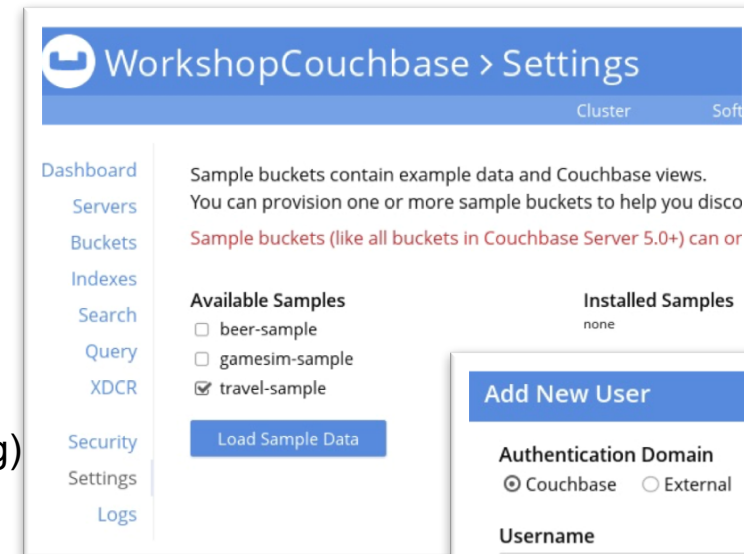 WorkshopCouchbase > Settings
Cluster Soft
Dashboard
Servers
Buckets
Indexes
Search
Query
XDCR
Security
Settings
Logs
g)
Sample buckets contain example data and Couchbase views.
You can provision one or more sample buckets to help you disco
Sample buckets (like all buckets in Couchbase Server 5.0+) can or
Available Samples
beer-sample
gamesim-sample
travel-sample
Load Sample Data
Installed Samples
none
Add New User
Authentication Domain
Couchbase External
Username